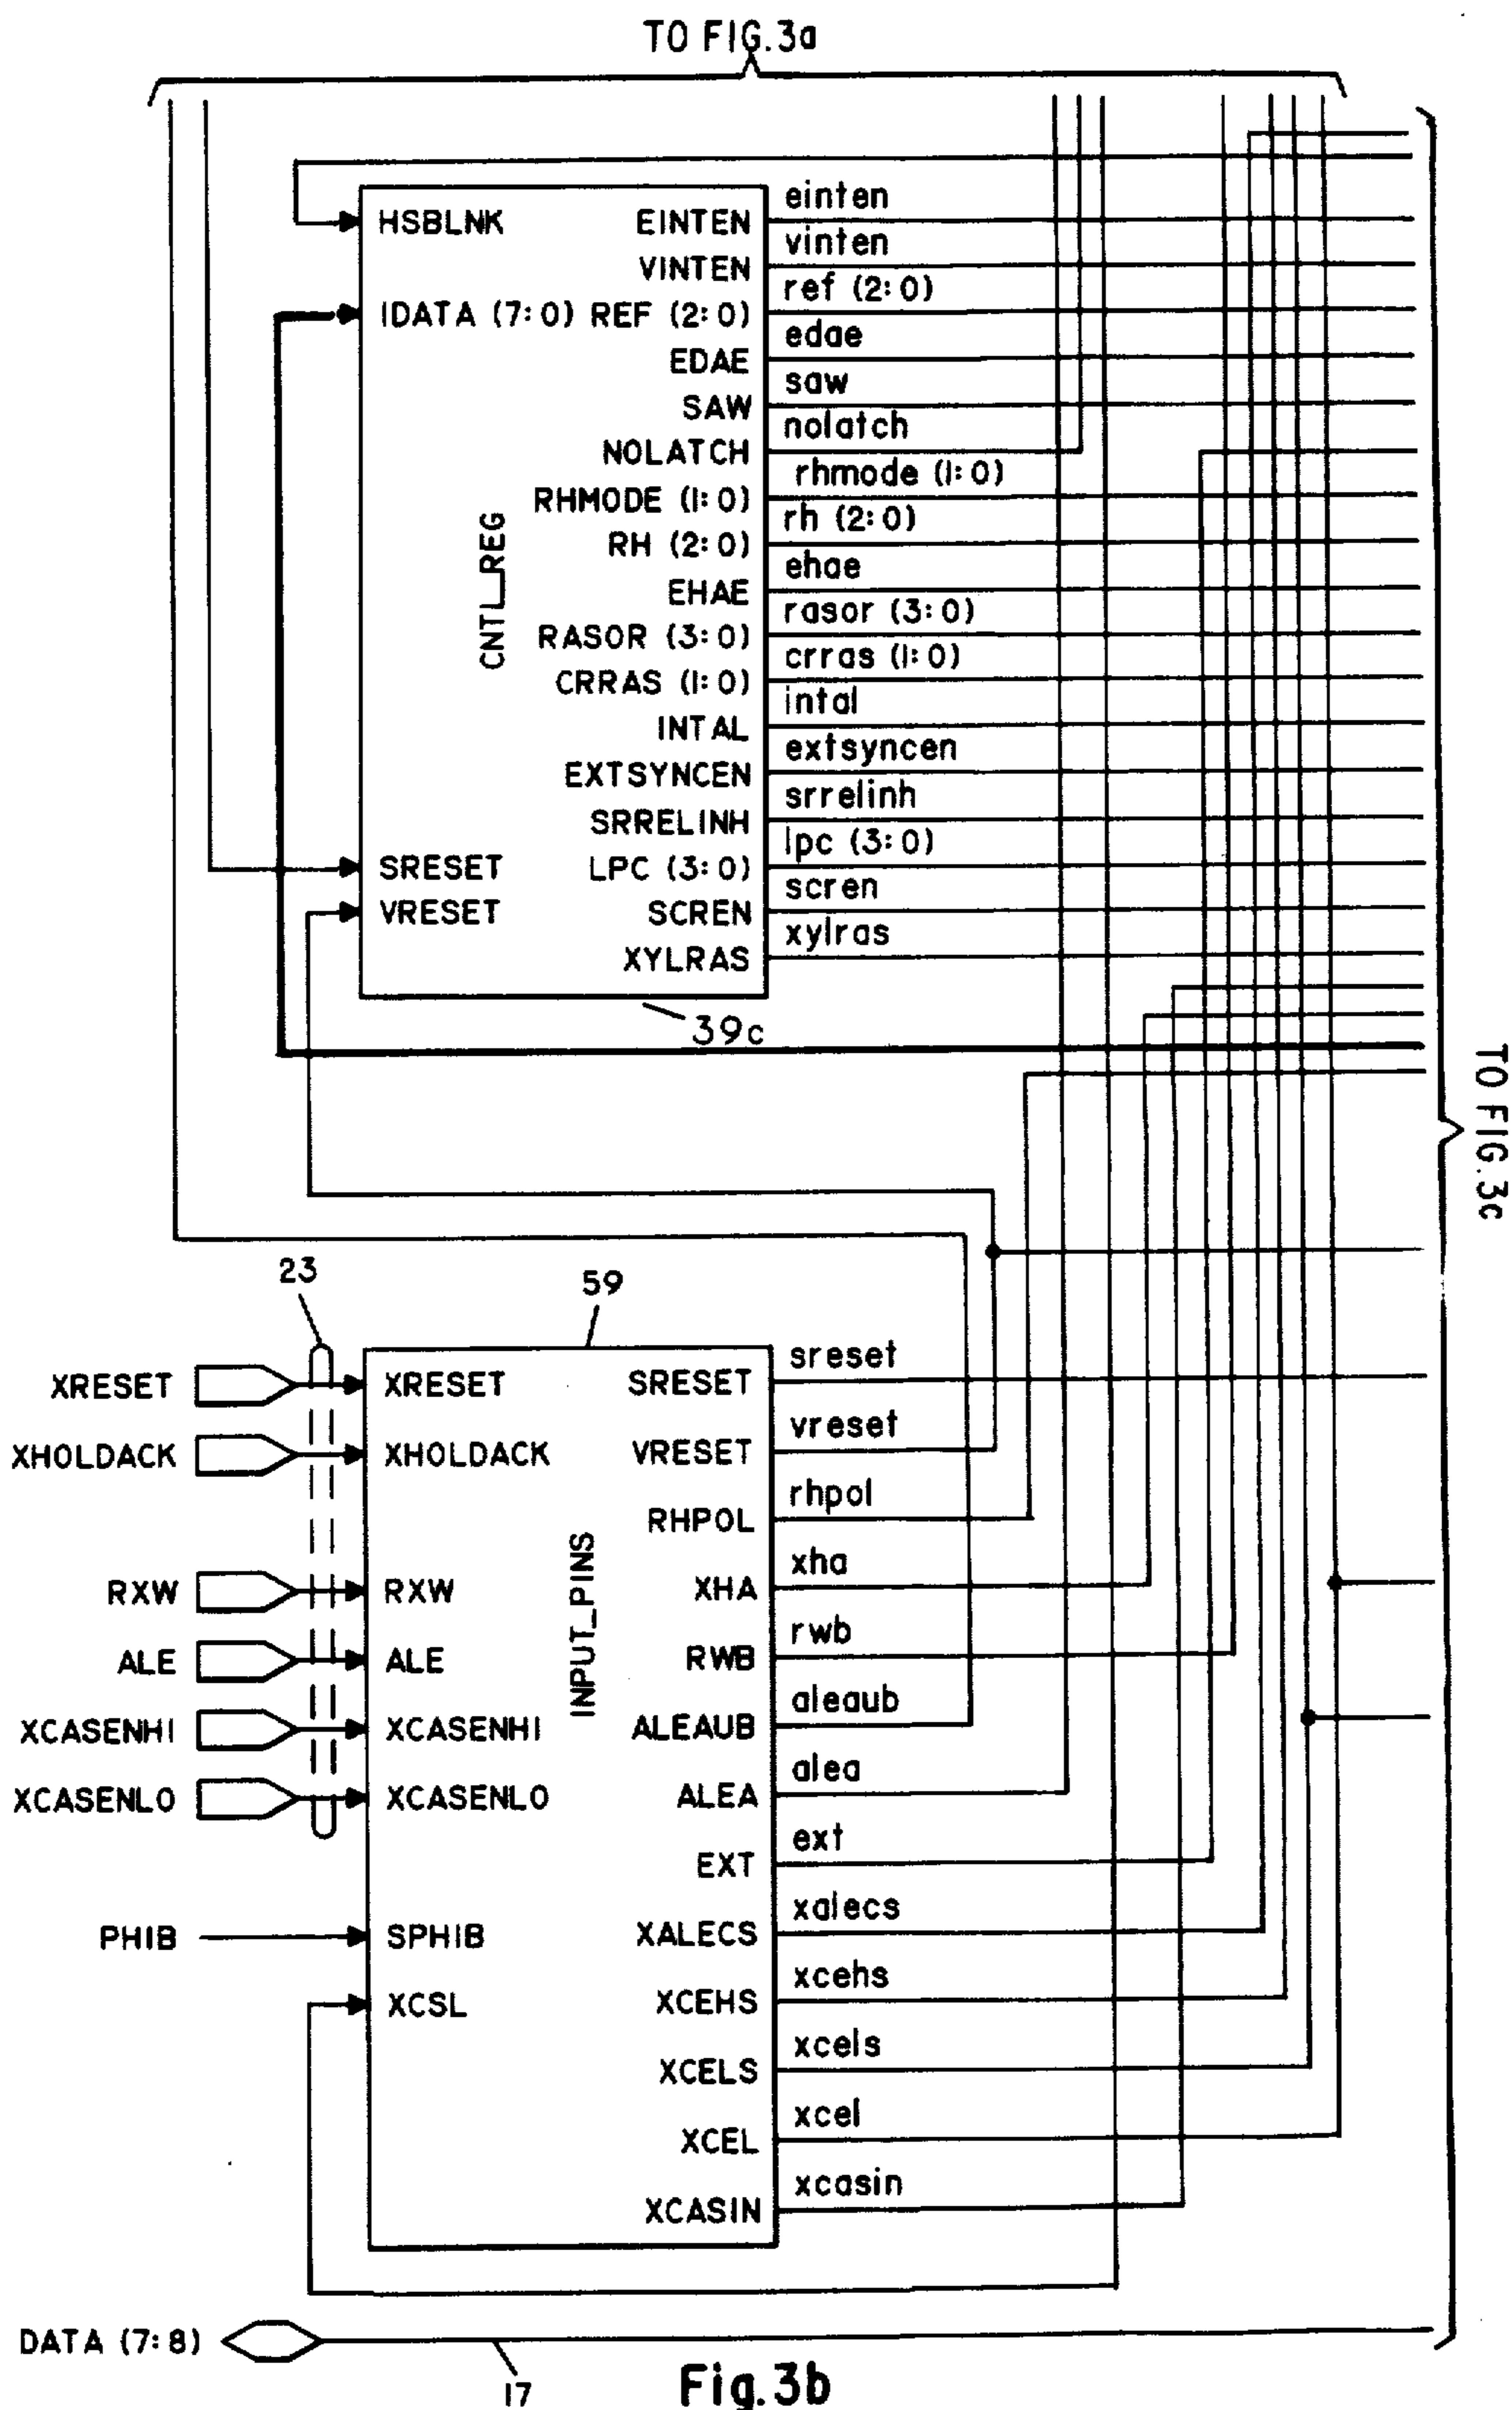 TO FIG.3a
HSBLNK EINTEN einten
VINTEN vinten
IDATA (7:0) REF (2:0) ref (2:0)
EDAE edae
SAW saw
NOLATCH nolatch
RHMODE (1:0) rhmode (1:0)
RH (2:0) rh (2:0)
EHAE ehae
RASOR (3:0) rasor (3:0)
CRRAS (1:0) crras (1:0)
INTAL intal
EXTSYNCEN extsyncen
SRRELINH srrelinh
SRESET LPC (3:0) lpc (3:0)
VRESET SCREN scren
XYLRAS xylras
CNTL_REG
39c
TO FIG.3c
23
59
XRESET XRESET SRESET sreset
XHOLDACK XHOLDACK VRESET vreset
RHPOL rhpol
RXW RXW XHA xha
ALE ALE RWB rwb
XCASENHI XCASENHI ALEAUB aleaub
XCASENLO XCASENLO ALEA alea
EXT ext
PHIB SPHIB XALECS xalecs
XCSL XCEHS xcehs
XCELS xcels
XCEL xcel
XCASIN xcasin
INPUT_PINS
DATA (7:8)
17
Fig.3b